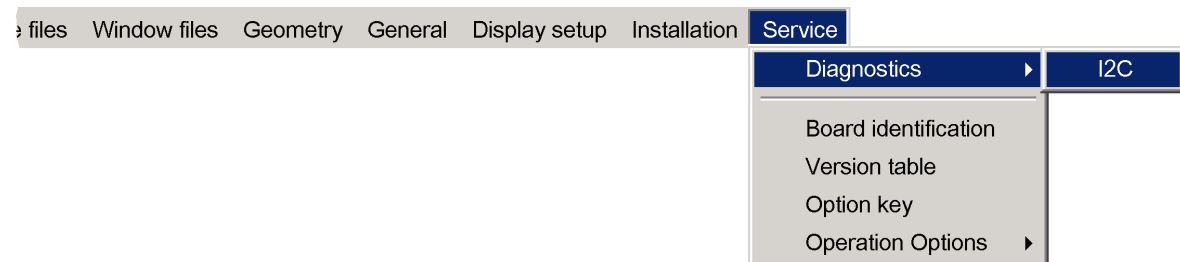 files Window files Geometry General Display setup Installation Service
Diagnostics I2C
Board identification
Version table
Option key
Operation Options